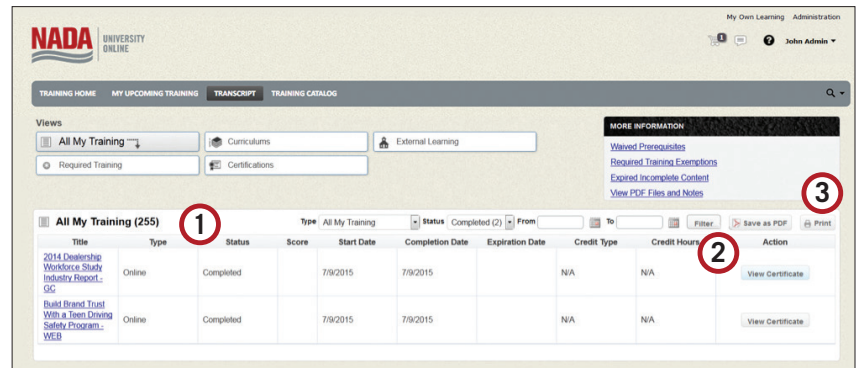 My Own Learning Administration
NADA UNIVERSITY ONLINE
1 ? John Admin
TRAINING HOME MY UPCOMING TRAINING TRANSCRIPT TRAINING CATALOG
Views
All My Training Curriculums External Learning
Required Training Certifications
MORE INFORMATION
Waived Prerequisites
Required Training Exemptions
Expired Incomplete Content
View PDF Files and Notes
3
All My Training (255) 1 Type All My Training Status Completed (2) From To Filter Save as PDF Print
2
Title Type Status Score Start Date Completion Date Expiration Date Credit Type Credit Hours Action
2014 Dealership
Workforce Study
Industry Report -
GC
Online Completed 7/9/2015 7/9/2015 N/A N/A View Certificate
Build Brand Trust
With a Teen Driving
Safety Program -
WEB
Online Completed 7/9/2015 7/9/2015 N/A N/A View Certificate